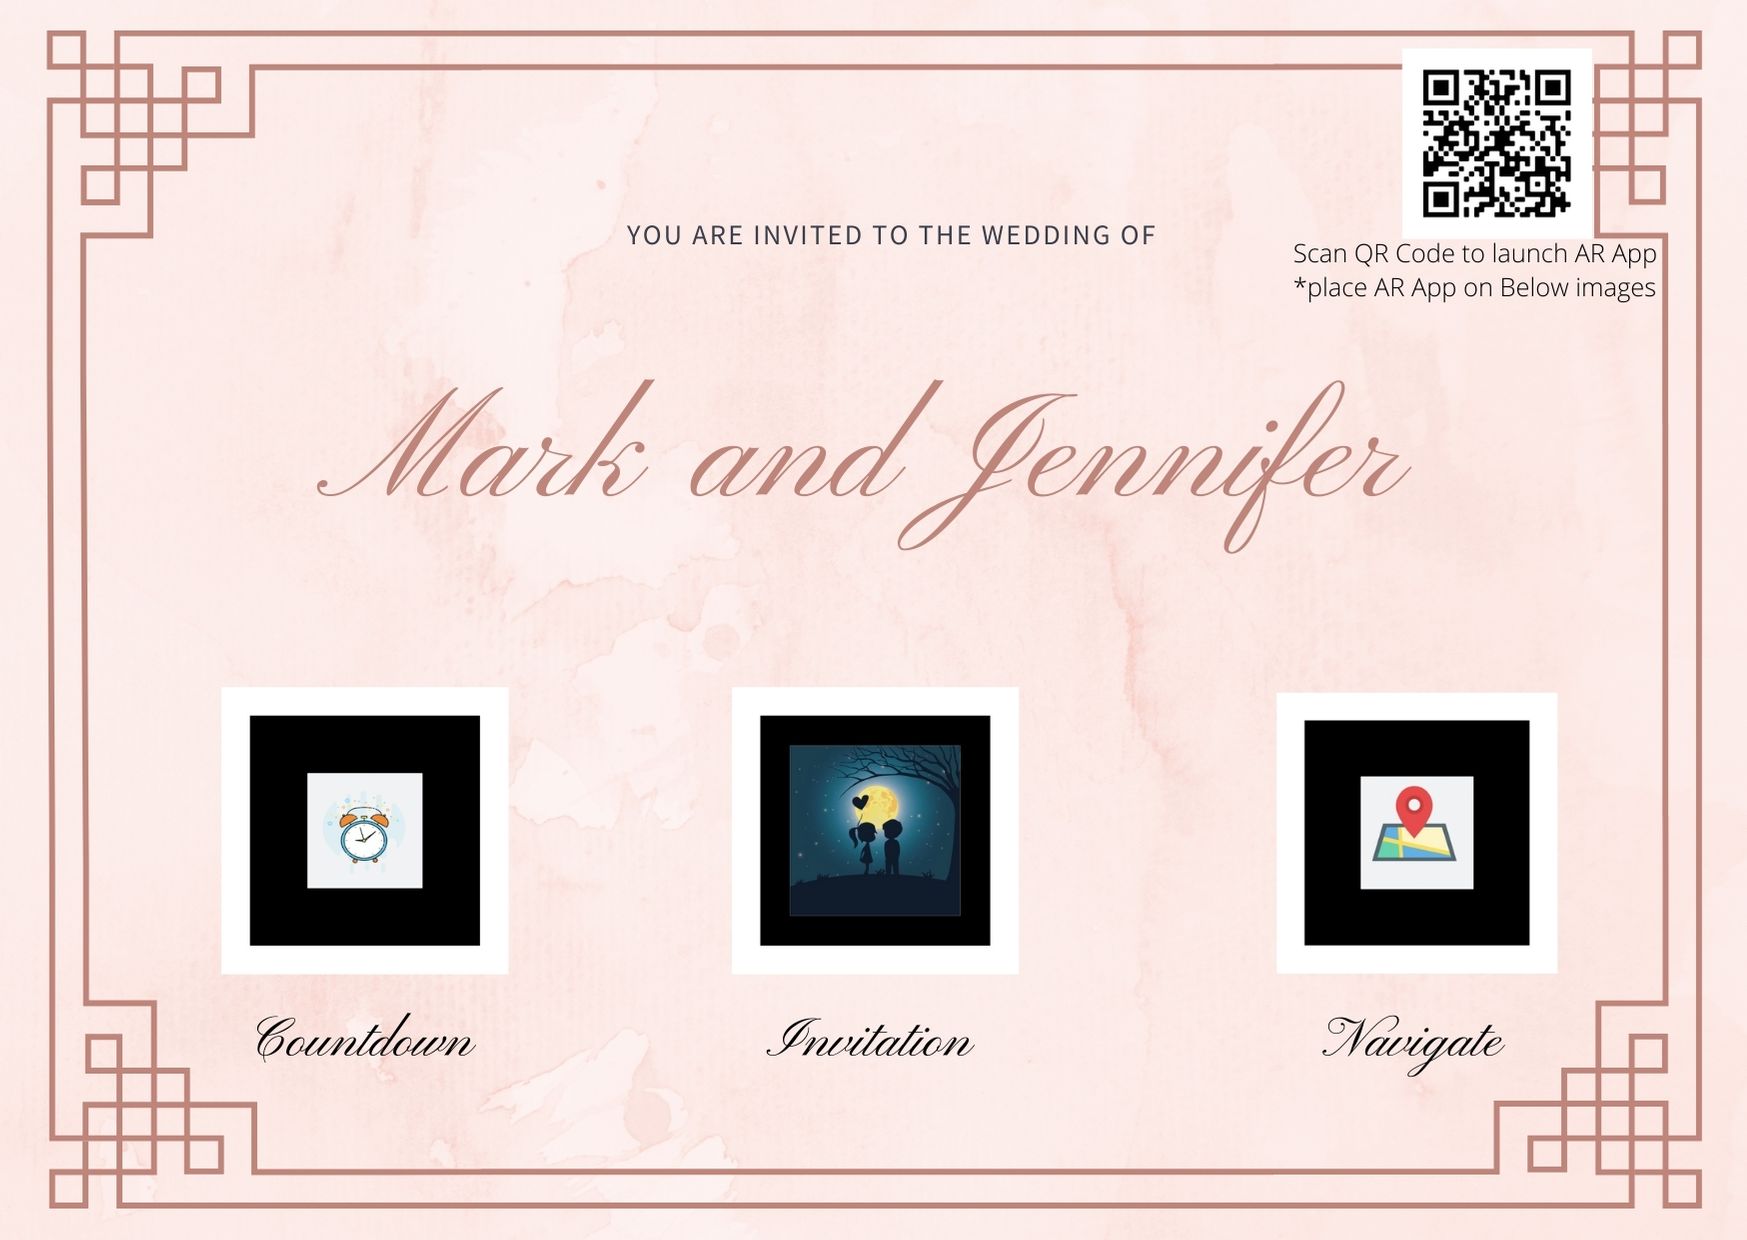 YOU ARE INVITED TO THE WEDDING OF
Scan QR Code to launch AR App
*place AR App on Below images
Mark and Jennifer
Countdown
Invitation
Navigate